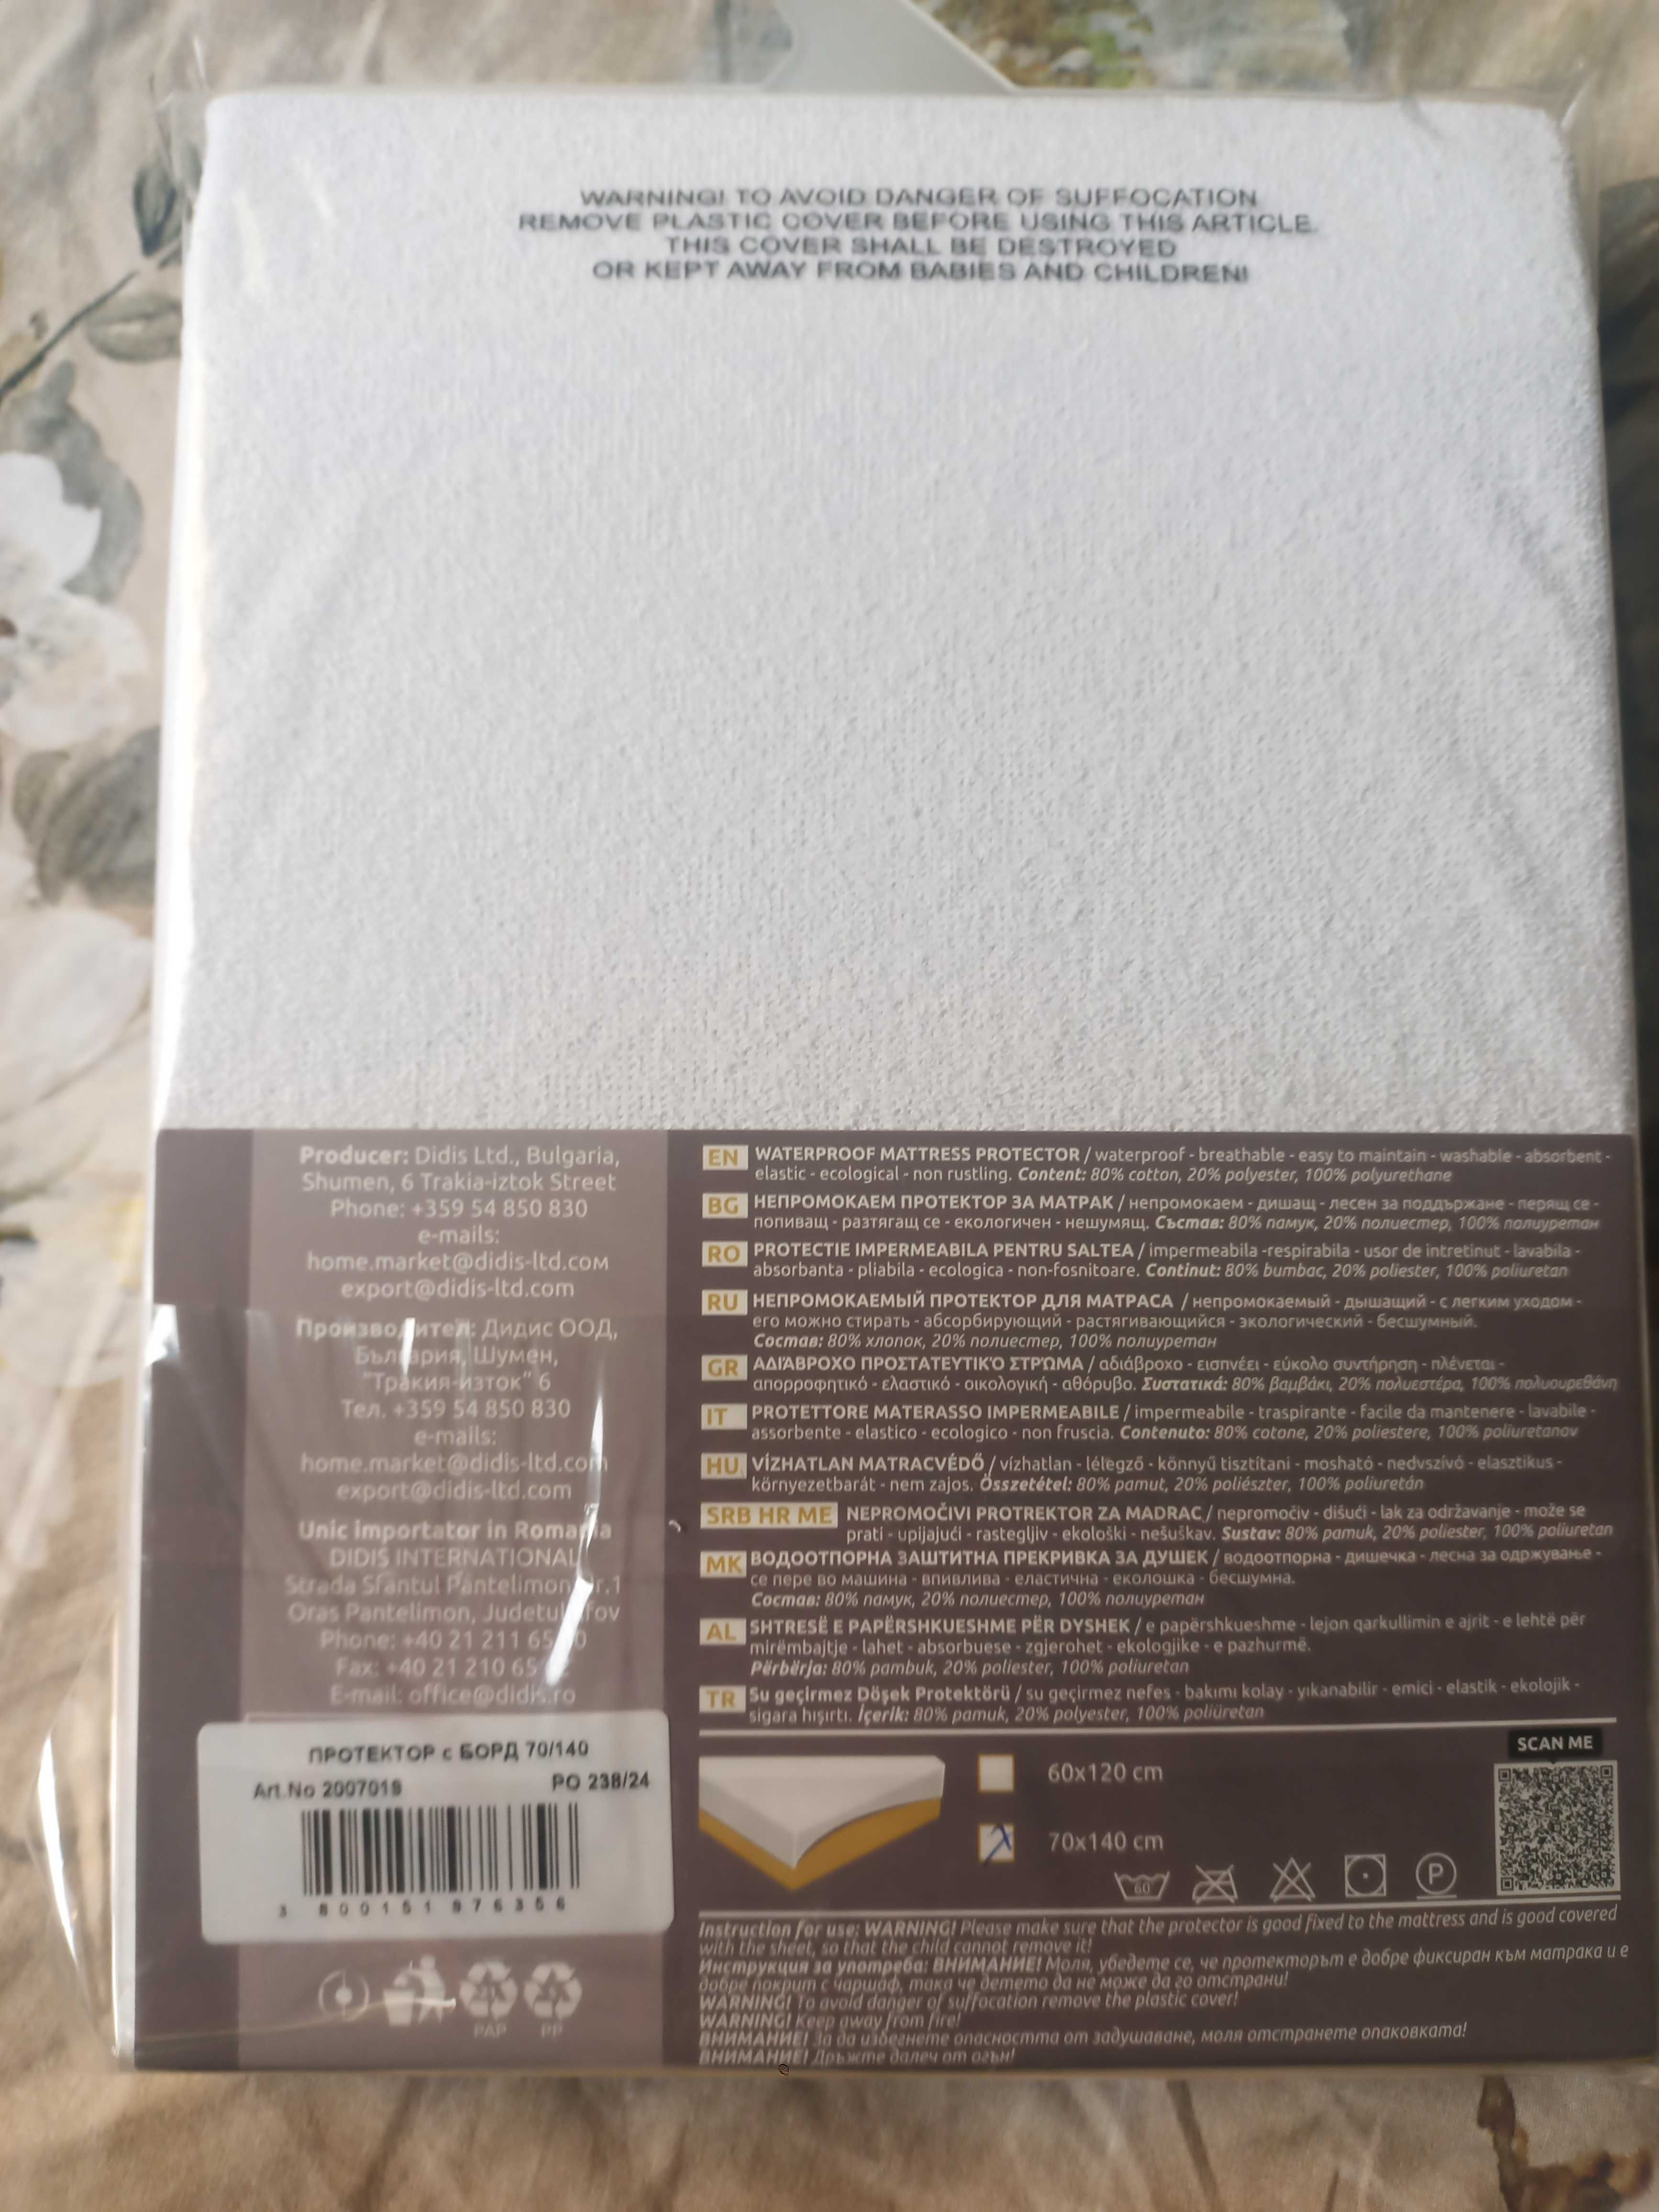 WARNING! TO AVOID DANGER OF SUFFOCATION
REMOVE PLASTIC COVER BEFORE USING THIS ARTICLE.
THIS COVER SHALL BE DESTROYED
OR KEPT AWAY FROM BABIES AND CHILDREN!
Producer: Didis Ltd., Bulgaria,
Shumen, 6 Trakia-iztok Street
Phone: +359 54 850 830
e-mails:
home.market@didis-ltd.com
export@didis-ltd.com
Производител: Дидис ООД,
България, Шумен,
"Тракия-изток" 6
Тел. +359 54 850 830
e-mails:
home.market@didis-ltd.com
export@didis-ltd.com
Unic importator in Romania
DIDIS INTERNATIONAL
Strada Sfantul Pantelimon
Oras Pantelimon, Judetul Ilfov
Phone: +40 21 211
Fax: +40 21 210
E-mail: office@didis.ro
ПРОТЕКТОР с БОРД 70/140
Art.No 2007019 PO 238/24
3 800151 976356
PAP PP
EN WATERPROOF MATTRESS PROTECTOR / waterproof - breathable - easy to maintain - washable - absorbent -
elastic - ecological - non rustling. Content: 80% cotton, 20% polyester, 100% polyurethane
BG НЕПРОМОКАЕМ ПРОТЕКТОР ЗА МАТРАК / непромокаем - дишащ - лесен за поддържане - перящ се -
попиващ - разтягащ се - екологичен - нешумящ. Състав: 80% памук, 20% полиестер, 100% полиуретан
RO PROTECTIE IMPERMEABILA PENTRU SALTEA / impermeabila -respirabila - usor de intretinut - lavabila -
absorbanta - pliabila - ecologica - non-fosnitoare. Continut: 80% bumbac, 20% poliester, 100% poliuretan
RU НЕПРОМОКАЕМЫЙ ПРОТЕКТОР ДЛЯ МАТРАСА / непромокаемый - дышащий - с легким уходом -
его можно стирать - абсорбирующий - растягивающийся - экологический - бесшумный.
Состав: 80% хлопок, 20% полиестер, 100% полиуретан
GR ΑΔΙΆΒΡΟΧΟ ΠΡΟΣΤΑΤΕΥΤΙΚΌ ΣΤΡΏΜΑ / αδιάβροχο - εισπνέει - εύκολο συντήρηση - πλένεται -
απορροφητικό - ελαστικό - οικολογική - αθόρυβο. Συστατικά: 80% βαμβάκι, 20% πολυεστέρα, 100% πολυουρεθάνη
IT PROTETTORE MATERASSO IMPERMEABILE / impermeabile - traspirante - facile da mantenere - lavabile -
assorbente - elastico - ecologico - non fruscia. Contenuto: 80% cotone, 20% poliestere, 100% poliuretanov
HU VÍZHATLAN MATRACVÉDŐ / vízhatlan - lélegző - könnyű tisztítani - mosható - nedvszívó - elasztikus -
környezetbarát - nem zajos. Összetétel: 80% pamut, 20% poliészter, 100% poliuretán
SRB HR ME NEPROMOČIVI PROTREKTOR ZA MADRAC / nepromočiv - dišući - lak za održavanje - može se
prati - upijajući - rastegljiv - ekološki - nešuškav. Sustav: 80% pamuk, 20% poliester, 100% poliuretan
MK ВОДООТПОРНА ЗАШТИТНА ПРЕКРИВКА ЗА ДУШЕК / водоотпорна - дишечка - лесна за одржување -
се пере во машина - впивлива - еластична - еколошка - бесшумна.
Состав: 80% памук, 20% полиестер, 100% полиуретан
AL SHTRESË E PAPËRSHKUESHME PËR DYSHEK / e papërshkueshme - lejon qarkullimin e ajrit - e lehtë për
mirëmbajtje - lahet - absorbuese - zgjerohet - ekologjike - e pazhurmë.
Përbërja: 80% pambuk, 20% poliester, 100% poliuretan
TR Su geçirmez Döşek Protektörü / su geçirmez nefes - bakımı kolay - yıkanabilir - emici - elastik - ekolojik -
sigara hışırtı. İçerik: 80% pamuk, 20% polyester, 100% poliüretan
60x120 cm
70x140 cm
SCAN ME
60
P
Instruction for use: WARNING! Please make sure that the protector is good fixed to the mattress and is good covered
with the sheet, so that the child cannot remove it!
Инструкция за употреба: ВНИМАНИЕ! Моля, убедете се, че протекторът е добре фиксиран към матрака и е
добре покрит с чаршаф, така че детето да не може да го отстрани!
WARNING! To avoid danger of suffocation remove the plastic cover!
WARNING! Keep away from fire!
ВНИМАНИЕ! За да избегнете опасността от задушаване, моля отстранете опаковката!
ВНИМАНИЕ! Дръжте далеч от огън!